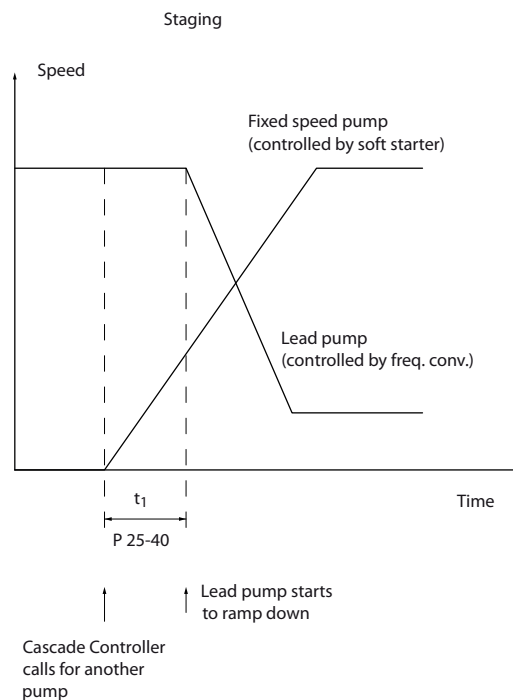 Staging
Speed
Fixed speed pump
(controlled by soft starter)
Lead pump
(controlled by freq. conv.)
t1
Time
P 25-40
Lead pump starts
to ramp down
Cascade Controller
calls for another
pump